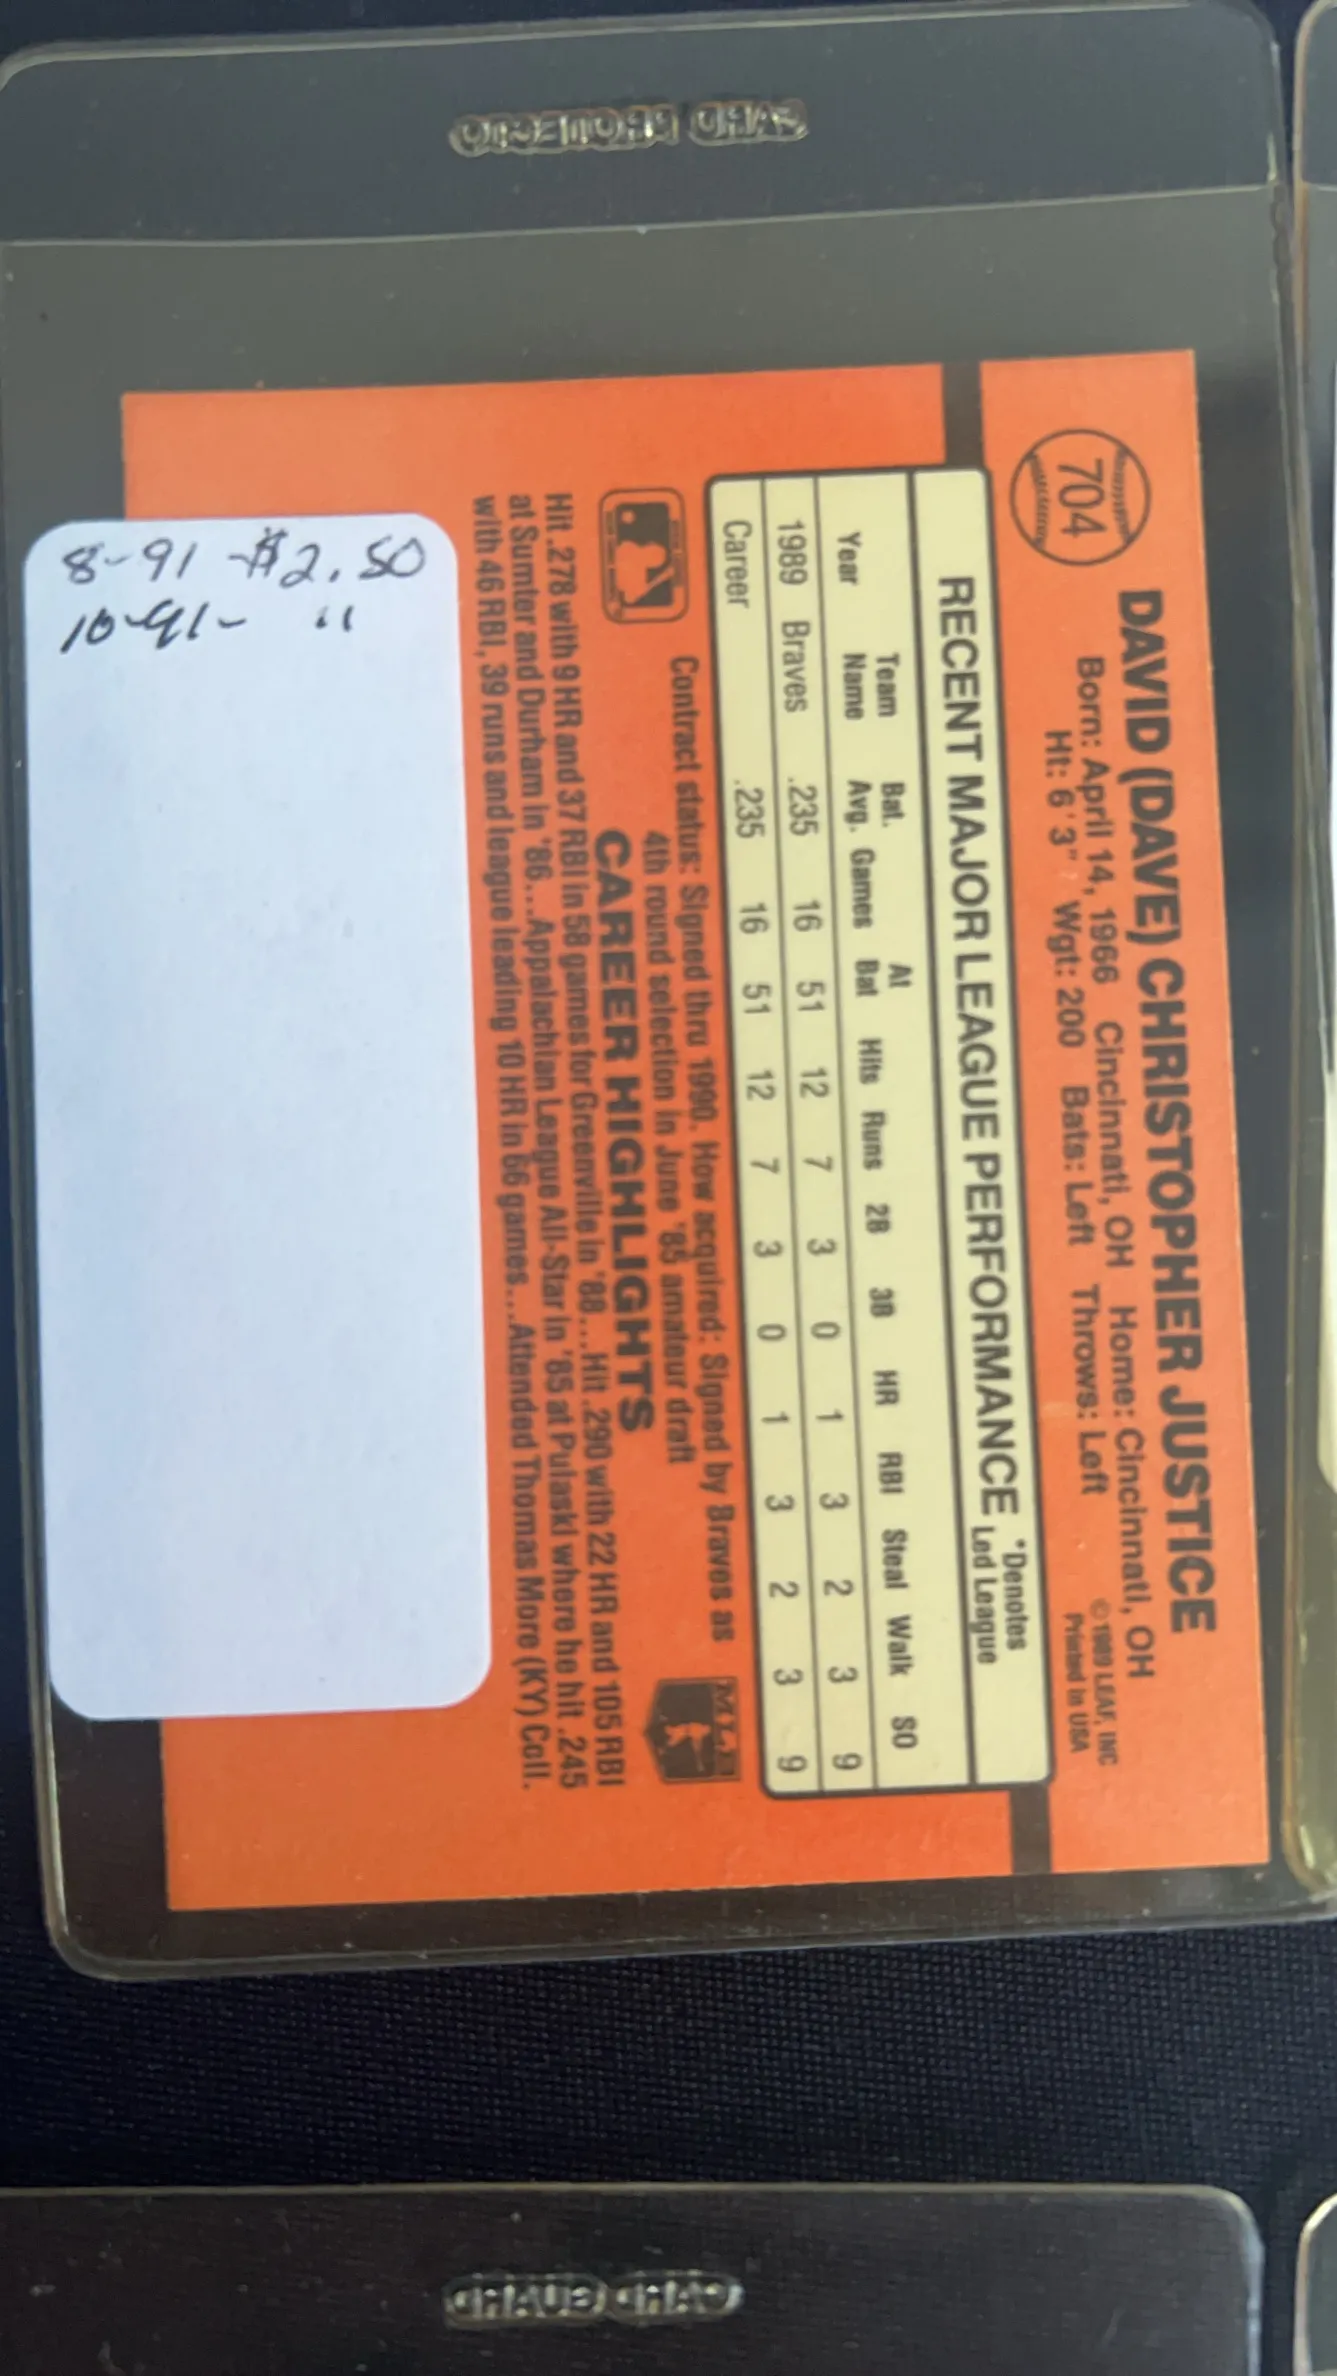 704
DAVID (DAVE) CHRISTOPHER JUSTICE
Born: April 14, 1966 Cincinnati, OH Home: Cincinnati, OH
Ht: 6'3" Wgt: 200 Bats: Left Throws: Left
© 1989 LEAF, INC
Printed in USA
RECENT MAJOR LEAGUE PERFORMANCE
*Denotes
Led League
Year Team Name Bat. Avg. Games At Bat Hits Runs 2B 3B HR RBI Steal Walk SO
1989 Braves .235 16 51 12 7 3 0 1 3 2 3 9
Career .235 16 51 12 7 3 0 1 3 2 3 9
Contract status: Signed thru 1990. How acquired: Signed by Braves as
4th round selection in June '85 amateur draft
MLB
CAREER HIGHLIGHTS
Hit .278 with 9 HR and 37 RBI in 58 games for Greenville in '88...Hit .290 with 22 HR and 105 RBI
at Sumter and Durham in '86...Appalachian League All-Star in '85 at Pulaski where he hit .245
with 46 RBI, 39 runs and league leading 10 HR in 66 games...Attended Thomas More (KY) Coll.
8-91 $2.50
10-91- "